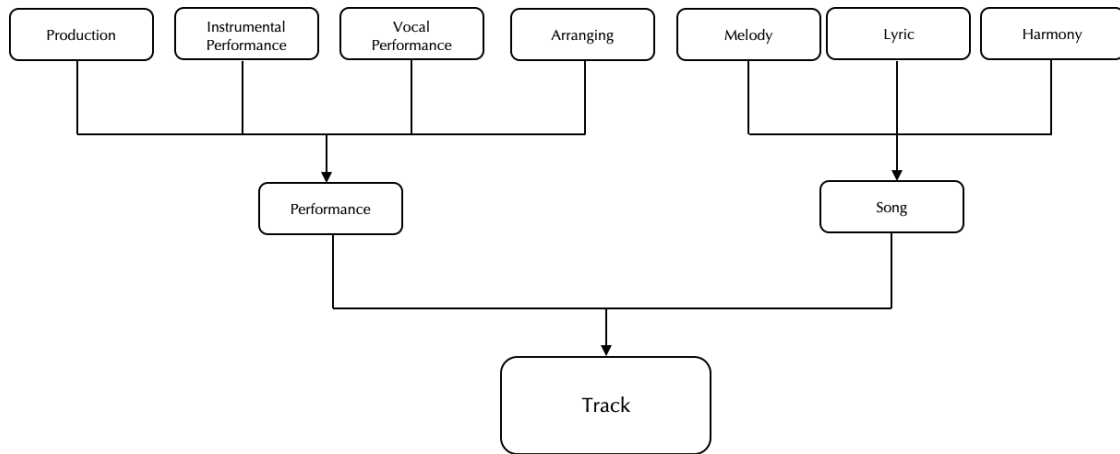 Production
Instrumental
Performance
Vocal
Performance
Arranging
Melody
Lyric
Harmony
Performance
Song
Track